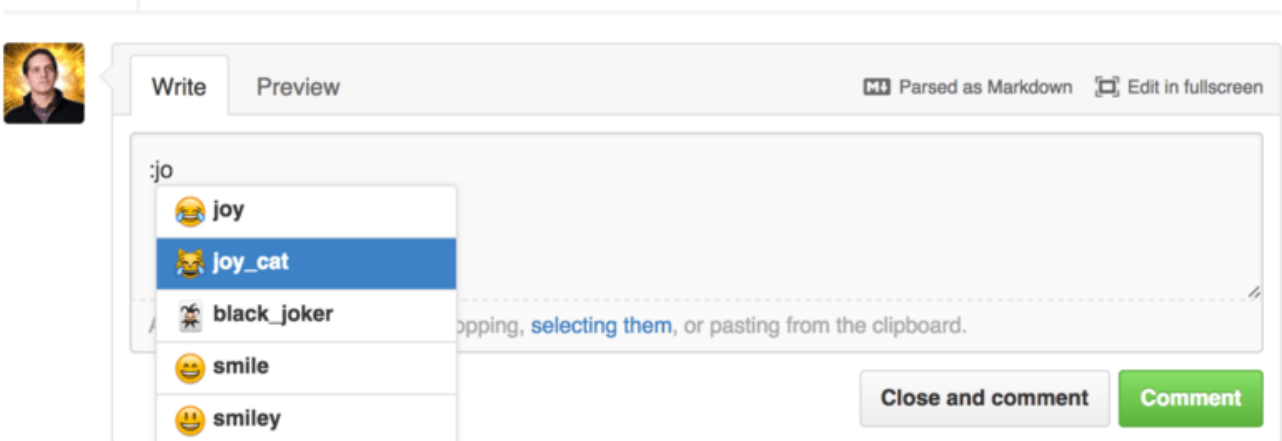 Write Preview Parsed as Markdown Edit in fullscreen
:jo
joy
joy_cat
black_joker
opping, selecting them, or pasting from the clipboard.
smile
smiley
Close and comment Comment